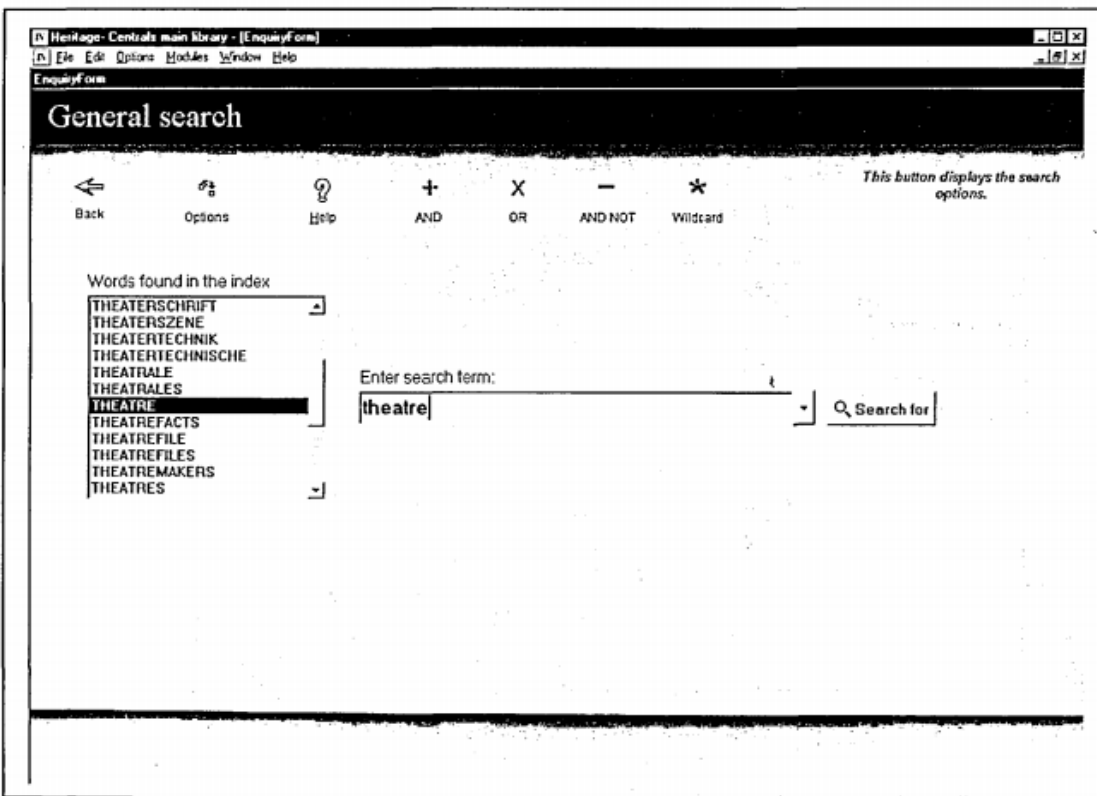 Heritage- Centrals main library - [EnquiryForm]
File Edit Options Modules Window Help
EnquiryForm
General search
This button displays the search
options.
Back Options Help AND OR AND NOT Wildcard
Words found in the index
THEATERSCHRIFT
THEATERSZENE
THEATERTECHNIK
THEATERTECHNISCHE
THEATRALE
THEATRALES
THEATRE
THEATREFACTS
THEATREFILE
THEATREFILES
THEATREMAKERS
THEATRES
Enter search term:
theatre
Search for